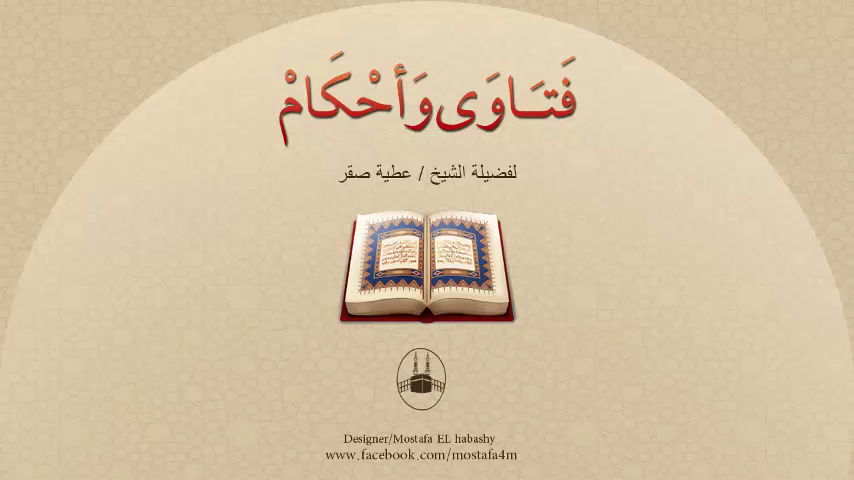 فَتَاوَى وَأَحْكَامْ
لفضيلة الشيخ / عطية صقر
Designer/Mostafa EL habashy
www.facebook.com/mostafa4m